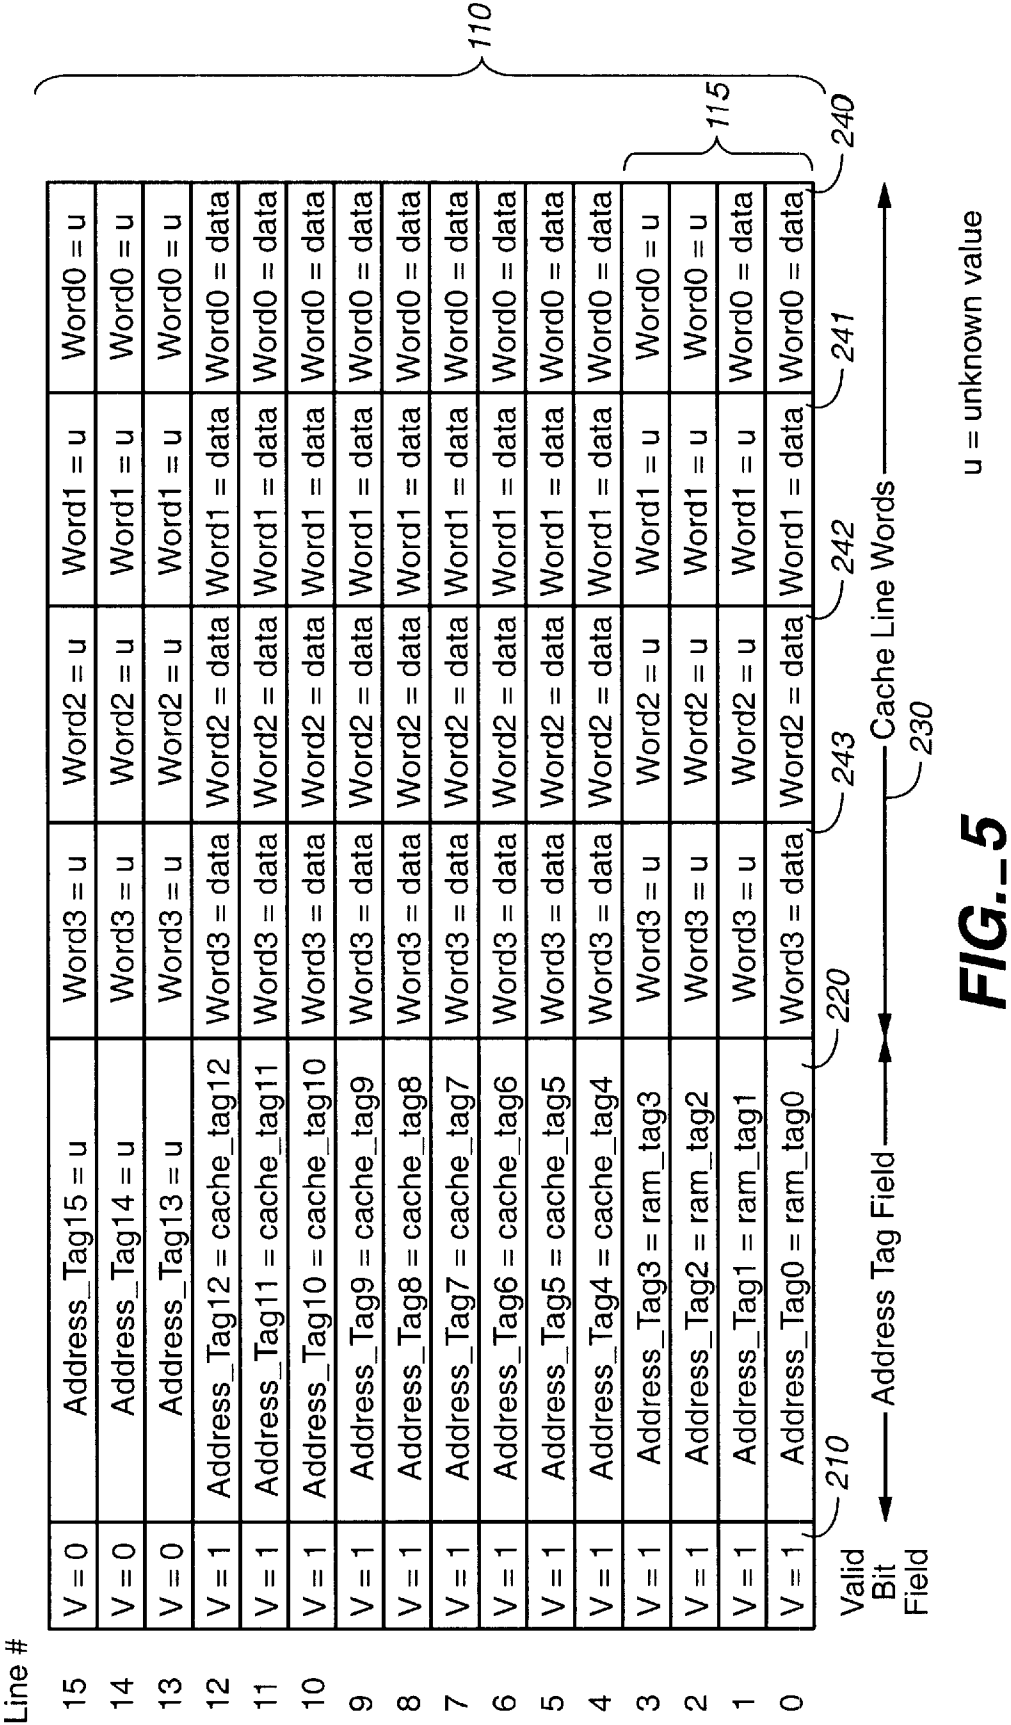 Line #
15 V = 0 Address_Tag15 = u Word3 = u Word2 = u Word1 = u Word0 = u
14 V = 0 Address_Tag14 = u Word3 = u Word2 = u Word1 = u Word0 = u
13 V = 0 Address_Tag13 = u Word3 = u Word2 = u Word1 = u Word0 = u
12 V = 1 Address_Tag12 = cache_tag12 Word3 = data Word2 = data Word1 = data Word0 = data
11 V = 1 Address_Tag11 = cache_tag11 Word3 = data Word2 = data Word1 = data Word0 = data
10 V = 1 Address_Tag10 = cache_tag10 Word3 = data Word2 = data Word1 = data Word0 = data
9 V = 1 Address_Tag9 = cache_tag9 Word3 = data Word2 = data Word1 = data Word0 = data
8 V = 1 Address_Tag8 = cache_tag8 Word3 = data Word2 = data Word1 = data Word0 = data
7 V = 1 Address_Tag7 = cache_tag7 Word3 = data Word2 = data Word1 = data Word0 = data
6 V = 1 Address_Tag6 = cache_tag6 Word3 = data Word2 = data Word1 = data Word0 = data
5 V = 1 Address_Tag5 = cache_tag5 Word3 = data Word2 = data Word1 = data Word0 = data
4 V = 1 Address_Tag4 = cache_tag4 Word3 = data Word2 = data Word1 = data Word0 = data
3 V = 1 Address_Tag3 = ram_tag3 Word3 = u Word2 = u Word1 = u Word0 = u
2 V = 1 Address_Tag2 = ram_tag2 Word3 = u Word2 = u Word1 = u Word0 = u
1 V = 1 Address_Tag1 = ram_tag1 Word3 = u Word2 = u Word1 = u Word0 = data
0 V = 1 Address_Tag0 = ram_tag0 Word3 = data Word2 = data Word1 = data Word0 = data
110
115
210 220 243 242 241 240
Valid
Bit
Field
Address Tag Field
Cache Line Words
230
u = unknown value
FIG._5